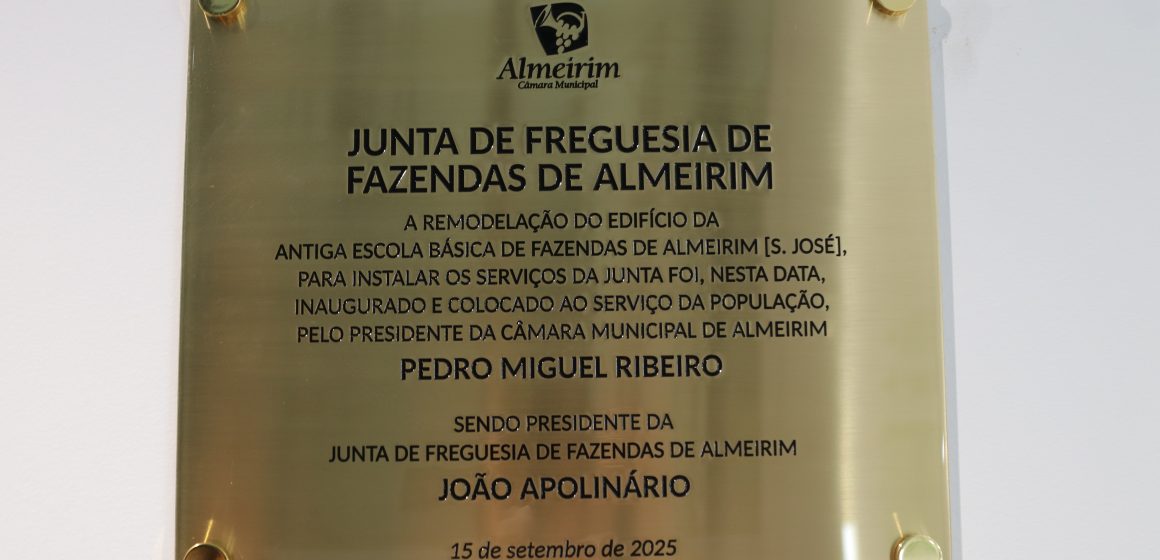 Almeirim
Câmara Municipal
JUNTA DE FREGUESIA DE
FAZENDAS DE ALMEIRIM
A REMODELAÇÃO DO EDIFÍCIO DA
ANTIGA ESCOLA BÁSICA DE FAZENDAS DE ALMEIRIM [S. JOSÉ],
PARA INSTALAR OS SERVIÇOS DA JUNTA FOI, NESTA DATA,
INAUGURADO E COLOCADO AO SERVIÇO DA POPULAÇÃO,
PELO PRESIDENTE DA CÂMARA MUNICIPAL DE ALMEIRIM
PEDRO MIGUEL RIBEIRO
SENDO PRESIDENTE DA
JUNTA DE FREGUESIA DE FAZENDAS DE ALMEIRIM
JOÃO APOLINÁRIO
15 de setembro de 2025